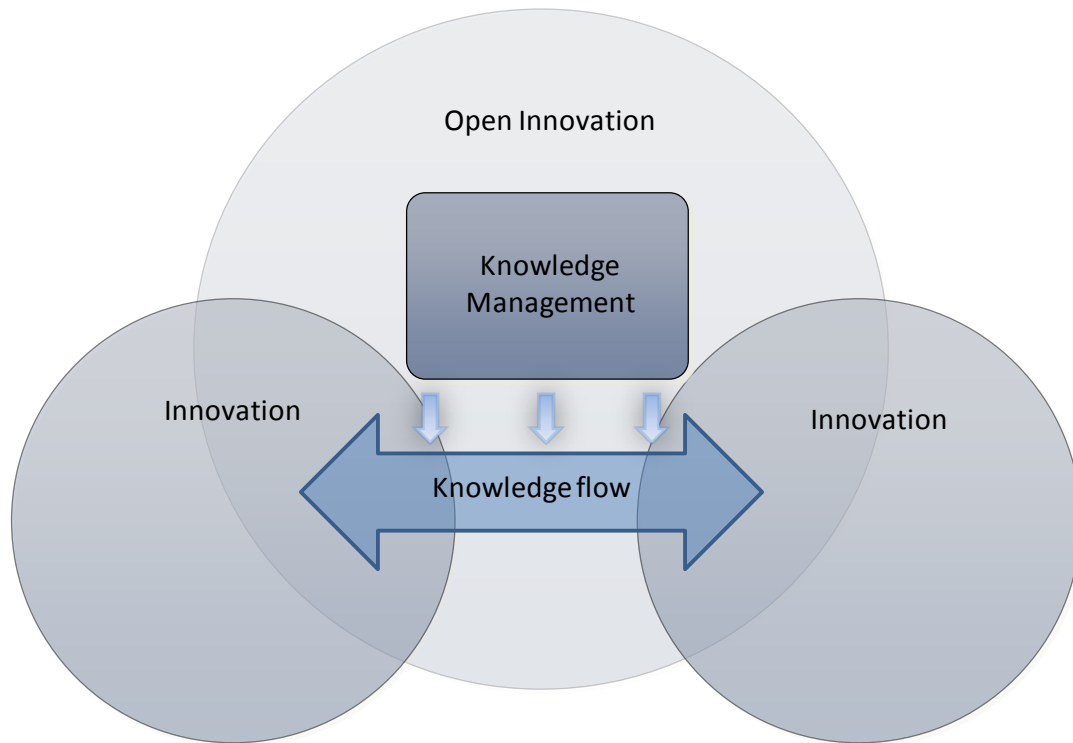 Open Innovation
Knowledge
Management
Innovation
Innovation
Knowledge flow